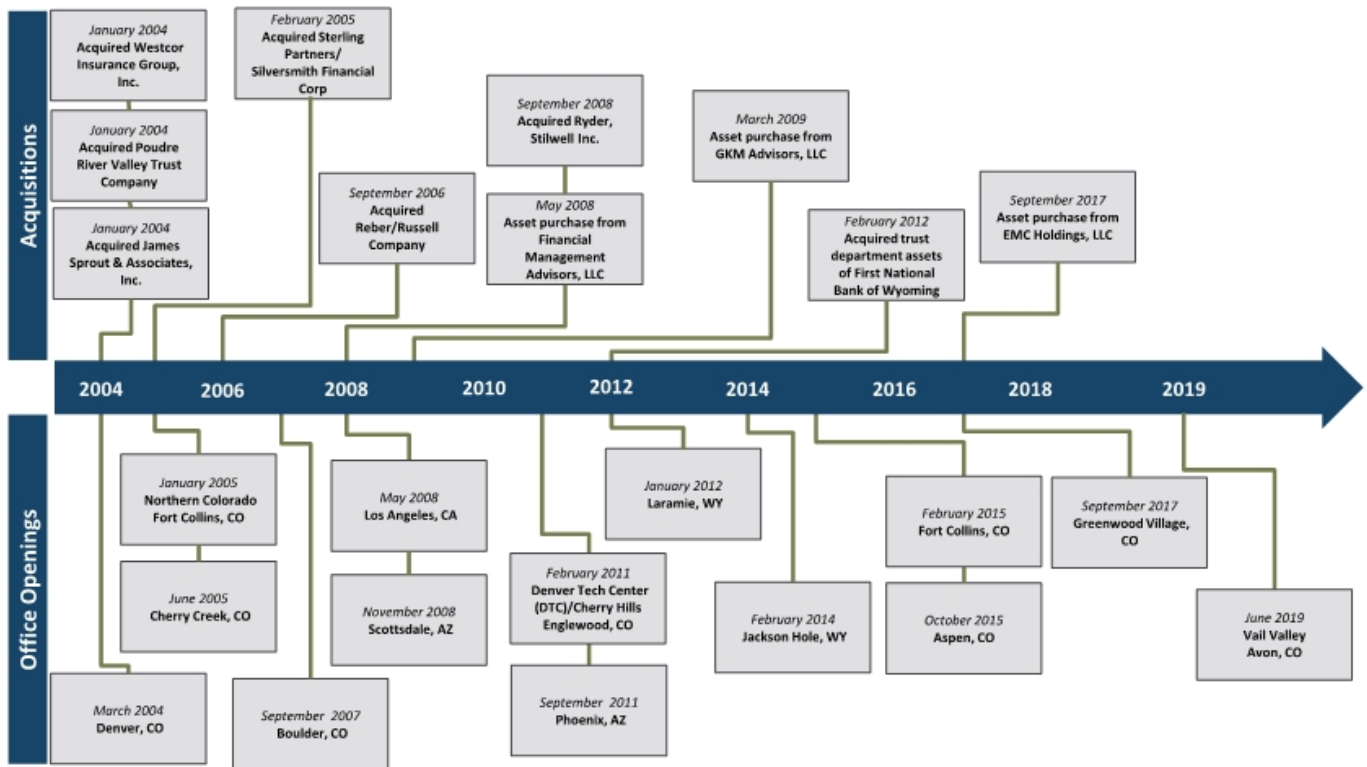 Acquisitions
January 2004
Acquired Westcor
Insurance Group,
Inc.
January 2004
Acquired Poudre
River Valley Trust
Company
January 2004
Acquired James
Sprout & Associates,
Inc.
February 2005
Acquired Sterling
Partners/
Silversmith Financial
Corp
September 2006
Acquired
Reber/Russell
Company
September 2008
Acquired Ryder,
Stilwell Inc.
May 2008
Asset purchase from
Financial
Management
Advisors, LLC
March 2009
Asset purchase from
GKM Advisors, LLC
February 2012
Acquired trust
department assets
of First National
Bank of Wyoming
September 2017
Asset purchase from
EMC Holdings, LLC
2004 2006 2008 2010 2012 2014 2016 2018 2019
Office Openings
March 2004
Denver, CO
January 2005
Northern Colorado
Fort Collins, CO
June 2005
Cherry Creek, CO
September 2007
Boulder, CO
May 2008
Los Angeles, CA
November 2008
Scottsdale, AZ
February 2011
Denver Tech Center
(DTC)/Cherry Hills
Englewood, CO
September 2011
Phoenix, AZ
January 2012
Laramie, WY
February 2014
Jackson Hole, WY
February 2015
Fort Collins, CO
October 2015
Aspen, CO
September 2017
Greenwood Village,
CO
June 2019
Vail Valley
Avon, CO